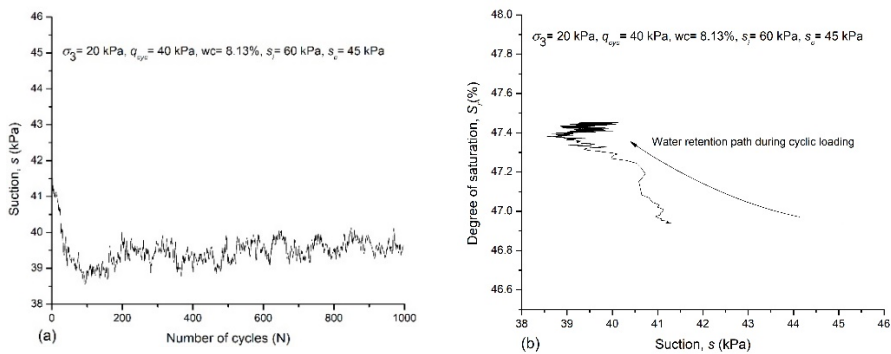 46
45
44
43
42
41
40
39
38
Suction, s (kPa)
σ3= 20 kPa, qcyc= 40 kPa, wc= 8.13%, si= 60 kPa, sc= 45 kPa
0 200 400 600 800 1000
(a) Number of cycles (N)
48.0
47.8
47.6
47.4
47.2
47.0
46.8
46.6
Degree of saturation, Sr(%)
σ3= 20 kPa, qcyc= 40 kPa, wc= 8.13%, si= 60 kPa, sc= 45 kPa
Water retention path during cyclic loading
38 39 40 41 42 43 44 45 46
(b) Suction, s (kPa)